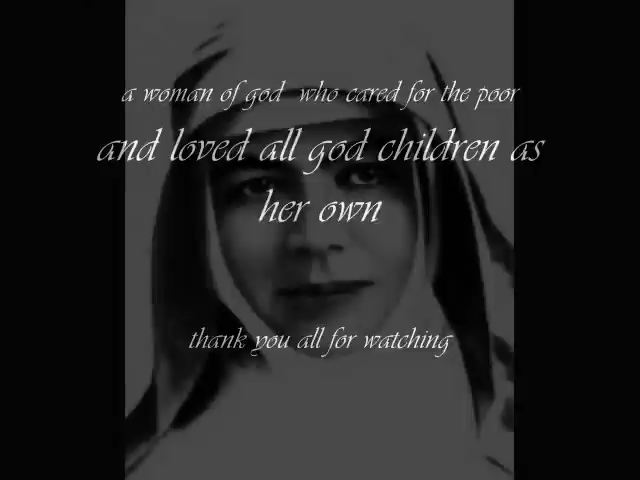 a woman of god who cared for the poor
and loved all god children as
her own
thank you all for watching